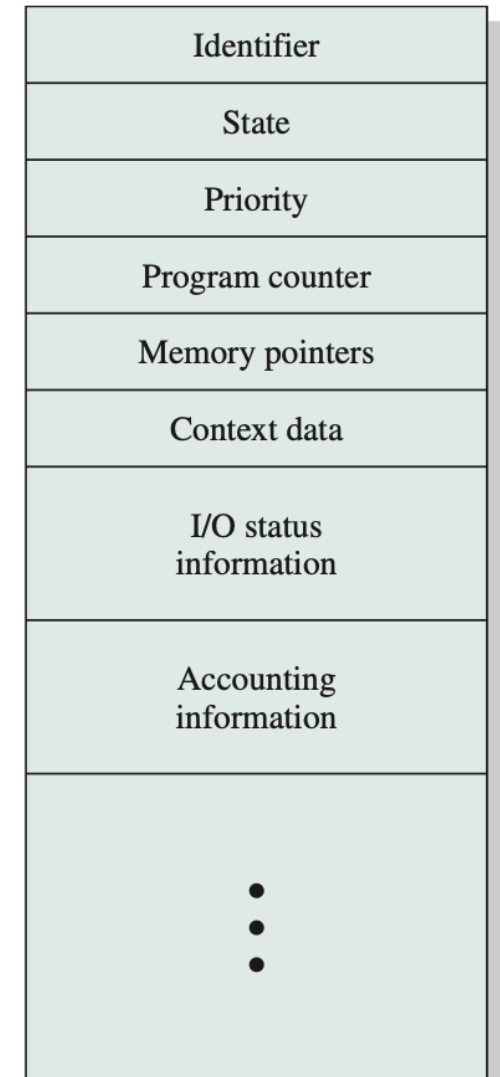 Identifier
State
Priority
Program counter
Memory pointers
Context data
I/O status
information
Accounting
information